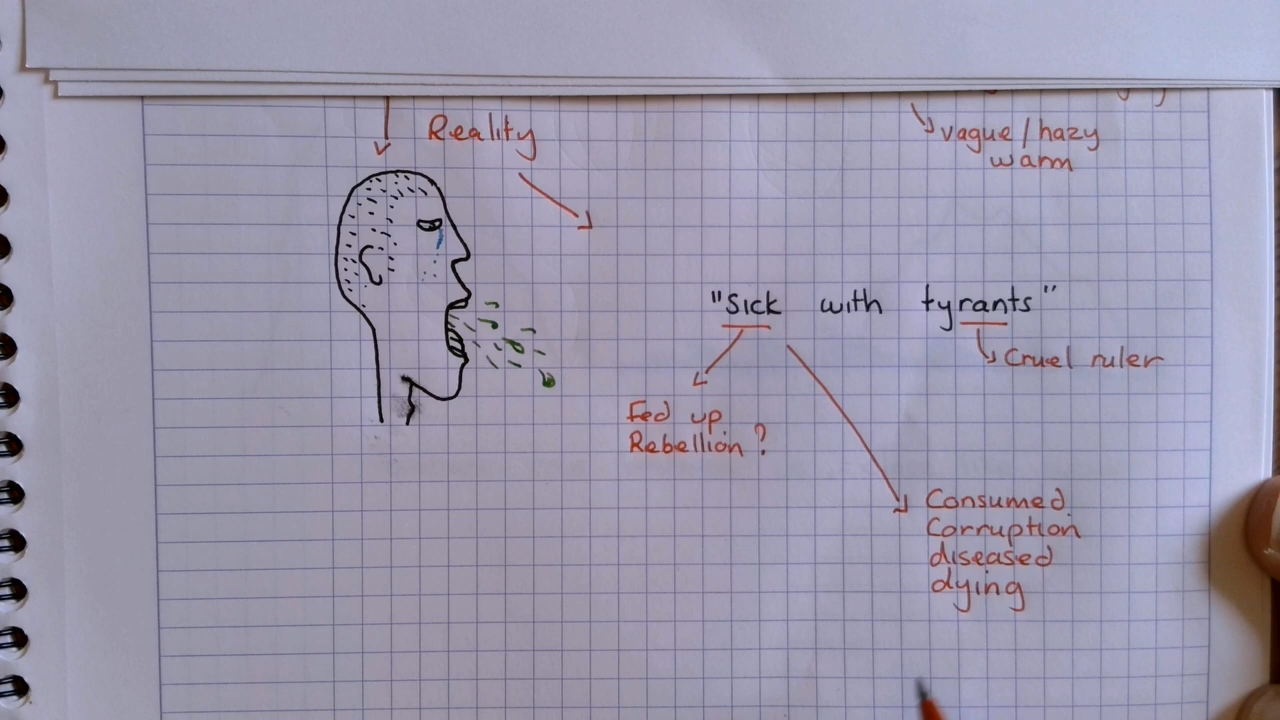 Reality
vague/hazy
warm
"Sick with tyrants"
Cruel ruler
Fed up
Rebellion?
Consumed
Corruption
diseased
dying